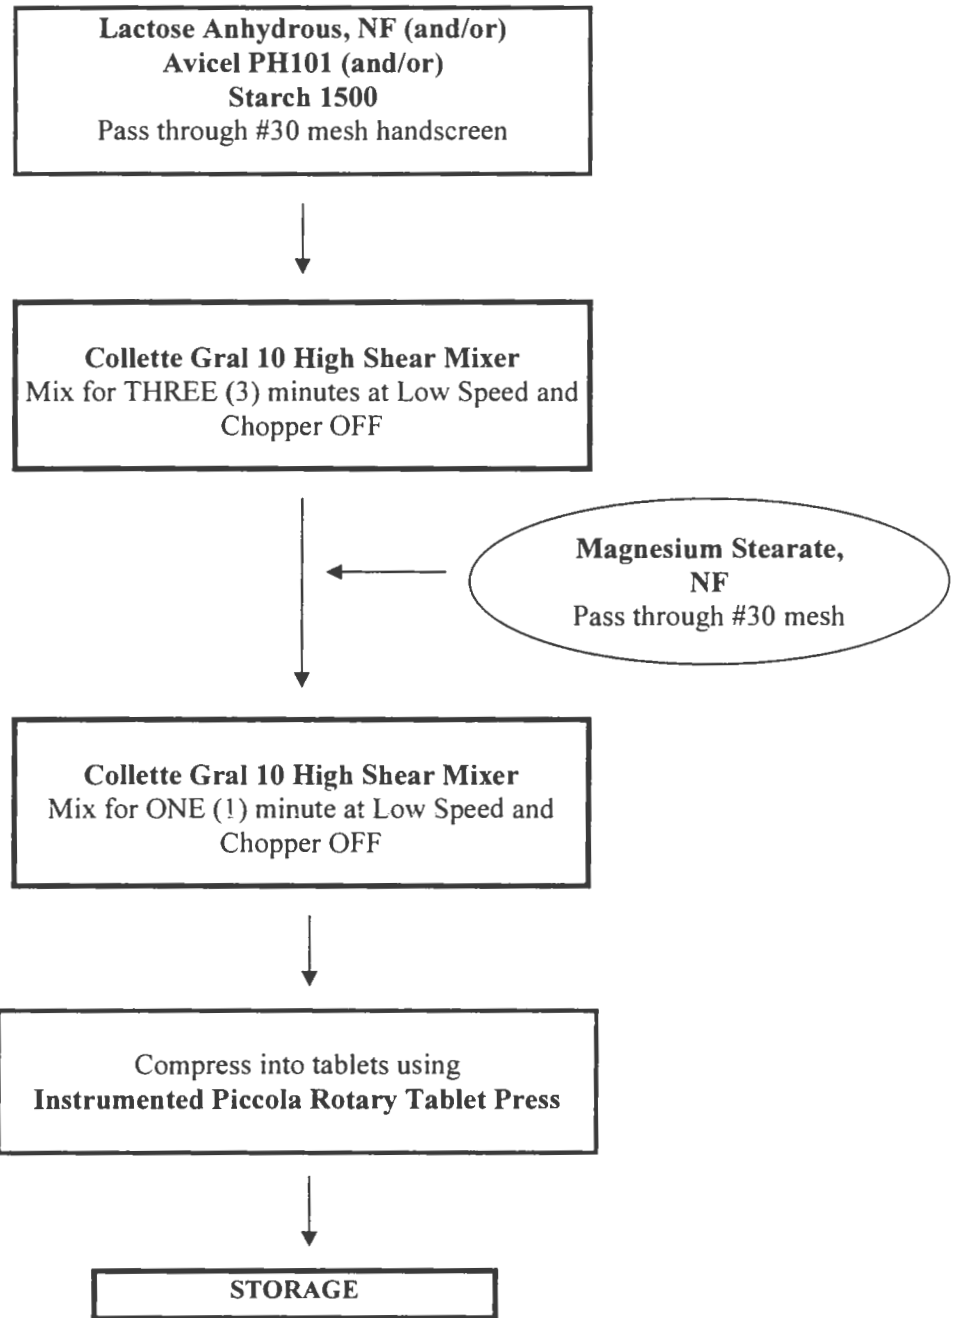 Lactose Anhydrous, NF (and/or)
Avicel PH101 (and/or)
Starch 1500
Pass through #30 mesh handscreen
Collette Gral 10 High Shear Mixer
Mix for THREE (3) minutes at Low Speed and
Chopper OFF
Magnesium Stearate,
NF
Pass through #30 mesh
Collette Gral 10 High Shear Mixer
Mix for ONE (1) minute at Low Speed and
Chopper OFF
Compress into tablets using
Instrumented Piccola Rotary Tablet Press
STORAGE